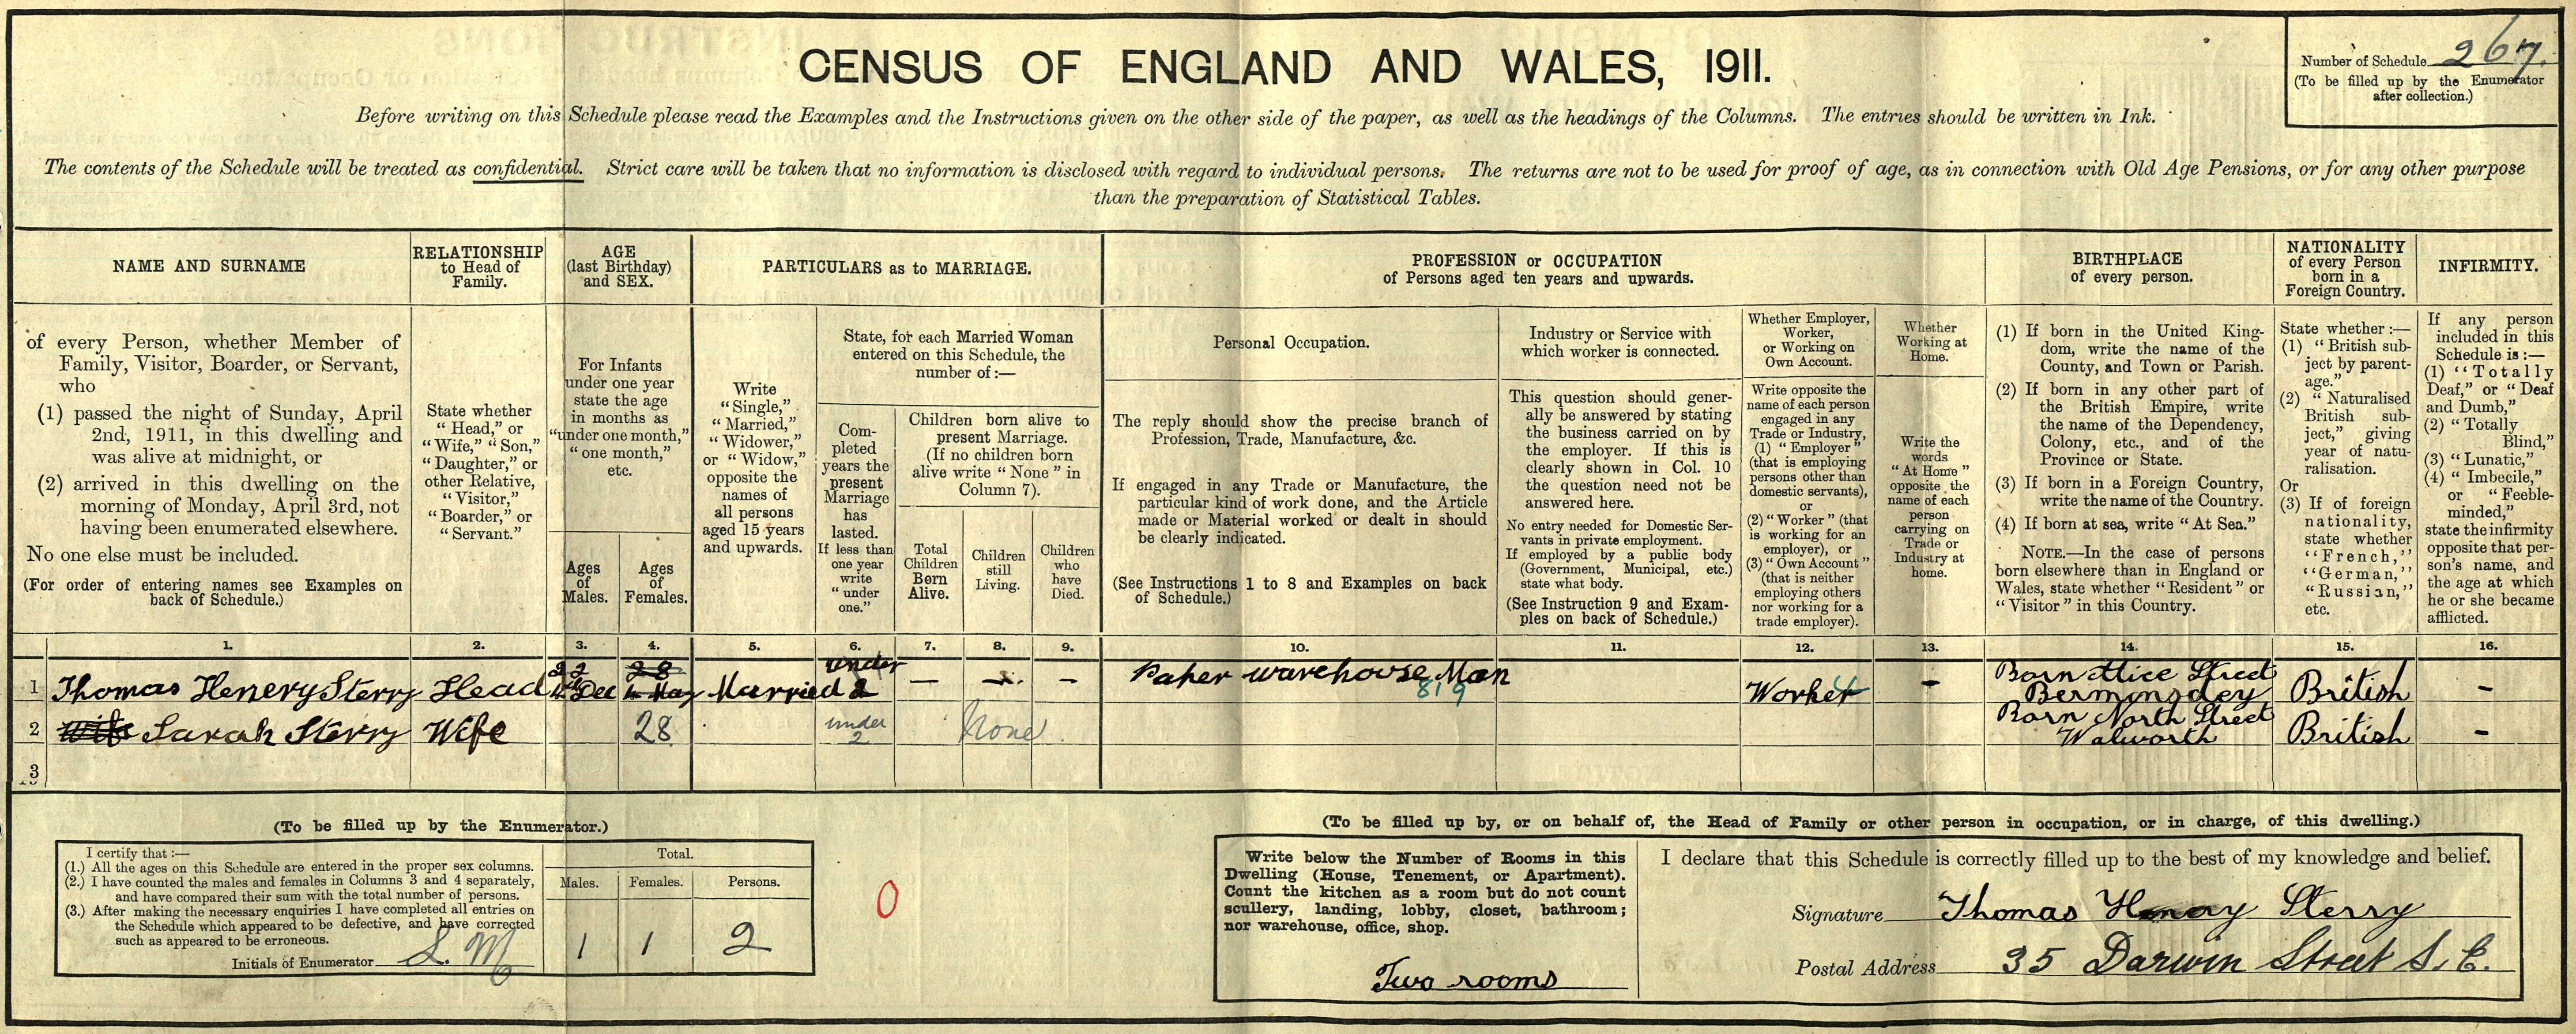 CENSUS OF ENGLAND AND WALES, 1911.
Number of Schedule 267.
(To be filled up by the Enumerator
after collection.)
Before writing on this Schedule please read the Examples and the Instructions given on the other side of the paper, as well as the headings of the Columns. The entries should be written in Ink.
The contents of the Schedule will be treated as confidential. Strict care will be taken that no information is disclosed with regard to individual persons. The returns are not to be used for proof of age, as in connection with Old Age Pensions, or for any other purpose
than the preparation of Statistical Tables.
NAME AND SURNAME
of every Person, whether Member of
Family, Visitor, Boarder, or Servant,
who
(1) passed the night of Sunday, April
2nd, 1911, in this dwelling and
was alive at midnight, or
(2) arrived in this dwelling on the
morning of Monday, April 3rd, not
having been enumerated elsewhere.
No one else must be included.
(For order of entering names see Examples on
back of Schedule.)
RELATIONSHIP
to Head of
Family.
State whether
"Head," or
"Wife," "Son,"
"Daughter," or
other Relative,
"Visitor,"
"Boarder," or
"Servant."
AGE
(last Birthday)
and SEX.
For Infants
under one year
state the age
in months as
"under one month,"
"one month,"
etc.
Ages
of
Males.
Ages
of
Females.
PARTICULARS as to MARRIAGE.
Write
"Single,"
"Married,"
"Widower,"
or "Widow,"
opposite the
names of
all persons
aged 15 years
and upwards.
State, for each Married Woman
entered on this Schedule, the
number of:—
Com-
pleted
years the
present
Marriage
has
lasted.
If less than
one year
write
"under
one."
Children born alive to
present Marriage.
(If no children born
alive write "None" in
Column 7).
Total
Children
Born
Alive.
Children
still
Living.
Children
who
have
Died.
PROFESSION or OCCUPATION
of Persons aged ten years and upwards.
Personal Occupation.
The reply should show the precise branch of
Profession, Trade, Manufacture, &c.
If engaged in any Trade or Manufacture, the
particular kind of work done, and the Article
made or Material worked or dealt in should
be clearly indicated.
(See Instructions 1 to 8 and Examples on back
of Schedule.)
Industry or Service with
which worker is connected.
This question should gener-
ally be answered by stating
the business carried on by
the employer. If this is
clearly shown in Col. 10
the question need not be
answered here.
No entry needed for Domestic Ser-
vants in private employment.
If employed by a public body
(Government, Municipal, etc.)
state what body.
(See Instruction 9 and Exam-
ples on back of Schedule.)
Whether Employer,
Worker,
or Working on
Own Account.
Write opposite the
name of each person
engaged in any
Trade or Industry,
(1) "Employer"
(that is employing
persons other than
domestic servants),
or
(2) "Worker" (that
is working for an
employer), or
(3) "Own Account"
(that is neither
employing others
nor working for a
trade employer).
Whether
Working at
Home.
Write the
words
"At Home"
opposite the
name of each
person
carrying on
Trade or
Industry at
home.
BIRTHPLACE
of every person.
(1) If born in the United King-
dom, write the name of the
County, and Town or Parish.
(2) If born in any other part of
the British Empire, write
the name of the Dependency,
Colony, etc., and of the
Province or State.
(3) If born in a Foreign Country,
write the name of the Country.
(4) If born at sea, write "At Sea."
NOTE.—In the case of persons
born elsewhere than in England or
Wales, state whether "Resident" or
"Visitor" in this Country.
NATIONALITY
of every Person
born in a
Foreign Country.
State whether:—
(1) "British sub-
ject by parent-
age."
(2) "Naturalised
British sub-
ject," giving
year of natu-
ralisation.
Or
(3) If of foreign
nationality,
state whether
"French,"
"German,"
"Russian,"
etc.
INFIRMITY.
If any person
included in this
Schedule is:—
(1) "Totally
Deaf," or "Deaf
and Dumb,"
(2) "Totally
Blind,"
(3) "Lunatic,"
(4) "Imbecile,"
or "Feeble-
minded,"
state the infirmity
opposite that per-
son's name, and
the age at which
he or she became
afflicted.
1. 2. 3. 4. 5. 6. 7. 8. 9. 10. 11. 12. 13. 14. 15. 16.
1 Thomas Henery Sterry Head Dec 28 May Married under 2 — — — Paper warehouse Man 819 Worker 4 - Born Alice Street Bermingdsey British -
2 wife Sarah Sterry Wife 28 under 2 None Born North Street Walworth British -
3
(To be filled up by the Enumerator.)
I certify that:—
(1.) All the ages on this Schedule are entered in the proper sex columns.
(2.) I have counted the males and females in Columns 3 and 4 separately,
and have compared their sum with the total number of persons.
(3.) After making the necessary enquiries I have completed all entries on
the Schedule which appeared to be defective, and have corrected
such as appeared to be erroneous.
Initials of Enumerator S. M
Total.
Males. Females. Persons.
1 1 2
0
(To be filled up by, or on behalf of, the Head of Family or other person in occupation, or in charge, of this dwelling.)
Write below the Number of Rooms in this
Dwelling (House, Tenement, or Apartment).
Count the kitchen as a room but do not count
scullery, landing, lobby, closet, bathroom;
nor warehouse, office, shop.
Two rooms
I declare that this Schedule is correctly filled up to the best of my knowledge and belief.
Signature Thomas Henry Sterry
Postal Address 35 Darwin Street S. E.